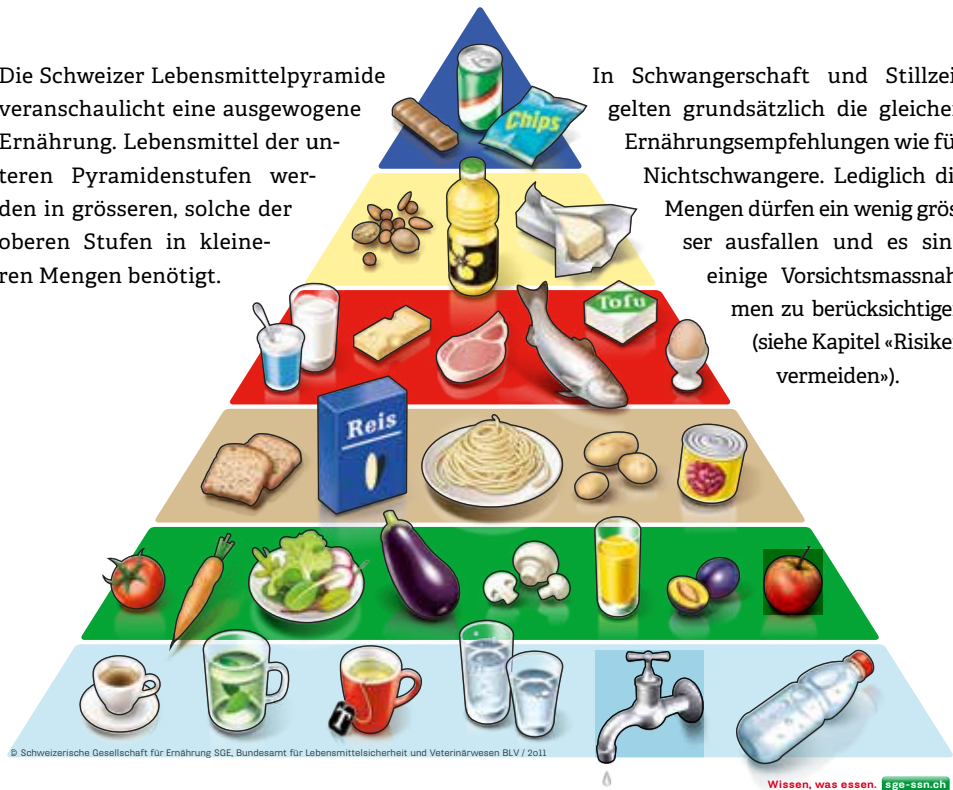 Die Schweizer Lebensmittelpyramide
veranschaulicht eine ausgewogene
Ernährung. Lebensmittel der un-
teren Pyramidenstufen wer-
den in grösseren, solche der
oberen Stufen in kleine-
ren Mengen benötigt.
In Schwangerschaft und Stillzei
gelten grundsätzlich die gleichen
Ernährungsempfehlungen wie fü
Nichtschwangere. Lediglich di
Mengen dürfen ein wenig grös
ser ausfallen und es sin
einige Vorsichtsmassnah
men zu berücksichtige
(siehe Kapitel «Risike
vermeiden»).
Chips
Tofu
Reis
T
© Schweizerische Gesellschaft für Ernährung SGE, Bundesamt für Lebensmittelsicherheit und Veterinärwesen BLV / 2o11
Wissen, was essen. sge-ssn.ch